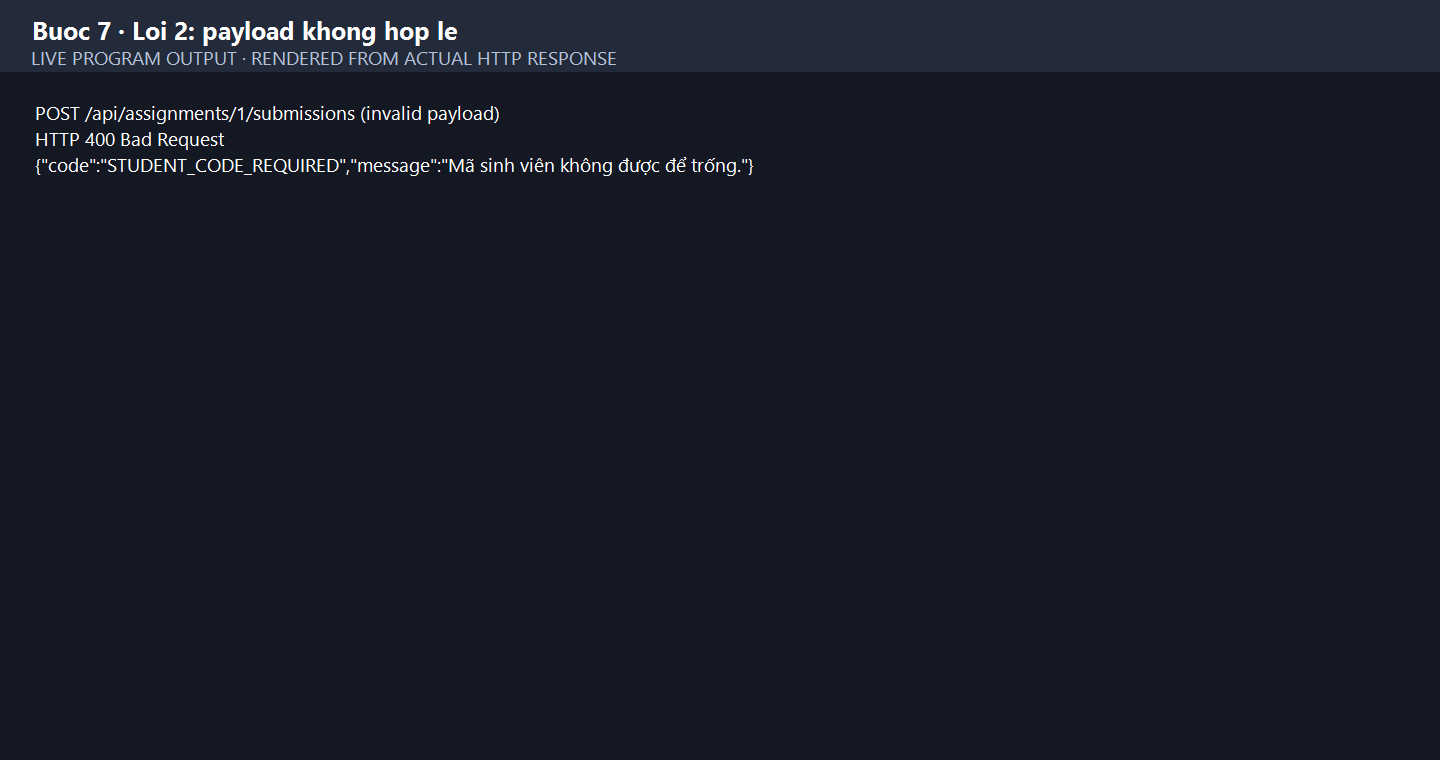 Buoc 7 · Loi 2: payload khong hop le
LIVE PROGRAM OUTPUT · RENDERED FROM ACTUAL HTTP RESPONSE
POST /api/assignments/1/submissions (invalid payload)
HTTP 400 Bad Request
{"code":"STUDENT_CODE_REQUIRED","message":"Mã sinh viên không được để trống."}